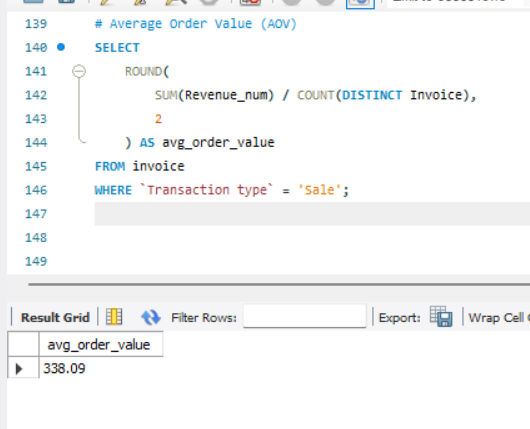 139 # Average Order Value (AOV)
140 SELECT
141 ROUND(
142 SUM(Revenue_num) / COUNT(DISTINCT Invoice),
143 2
144 ) AS avg_order_value
145 FROM invoice
146 WHERE `Transaction type` = 'Sale';
147
148
149
Result Grid Filter Rows: Export: Wrap Cell
avg_order_value
338.09